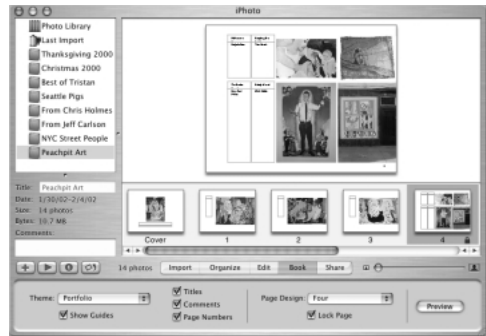 iPhoto
Photo Library
Last Import
Thanksgiving 2000
Christmas 2000
Best of Tristan
Seattle Pigs
From Chris Holmes
From Jeff Carlson
NYC Street People
Peachpit Art
Title: Peachpit Art
Date: 1/30/02–2/4/02
Size: 14 photos
Bytes: 10.7 MB
Comments:
Cover 1 2 3 4
14 photos Import Organize Edit Book Share
Theme: Portfolio
Show Guides
Titles
Comments
Page Numbers
Page Design: Four
Lock Page
Preview